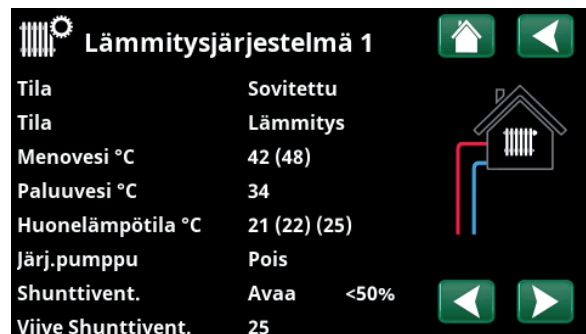 Lämmitysjärjestelmä 1
Tila Sovitettu
Tila Lämmitys
Menovesi °C 42 (48)
Paluuvesi °C 34
Huonelämpötila °C 21 (22) (25)
Järj.pumppu Pois
Shunttivent. Avaa <50%
Viive Shunttivent. 25